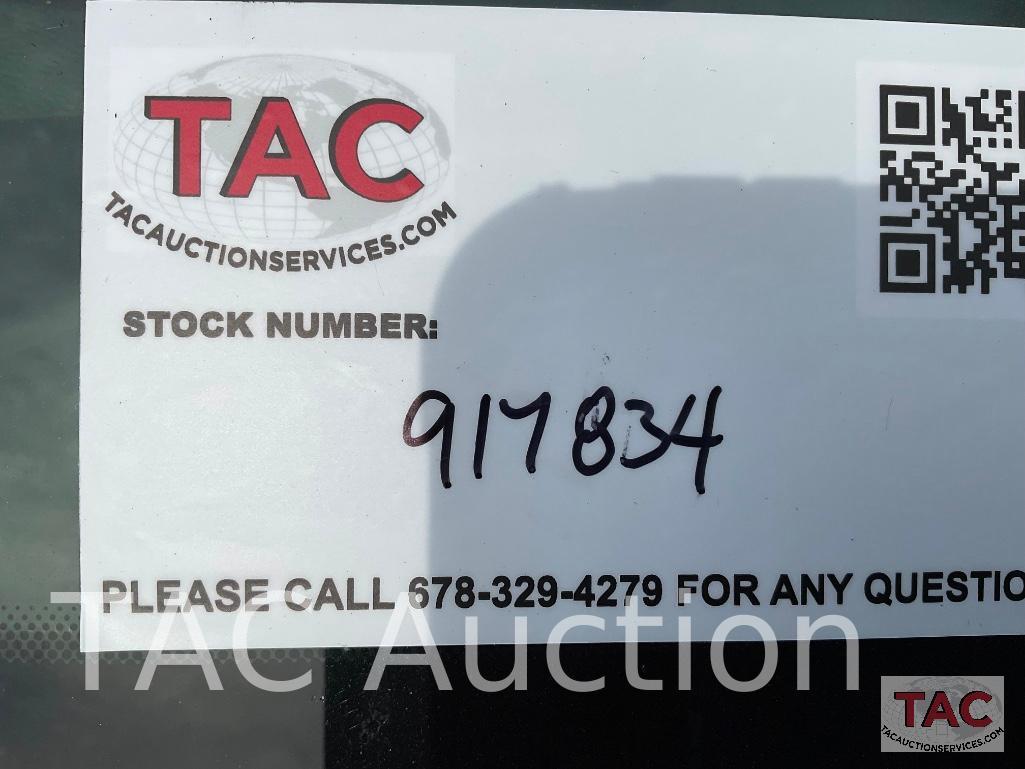 TAC
TACAUCTIONSERVICES.COM
STOCK NUMBER:
917834
PLEASE CALL 678-329-4279 FOR ANY QUESTIO
TAC Auction
TAC
TACAUCTIONSERVICES.COM